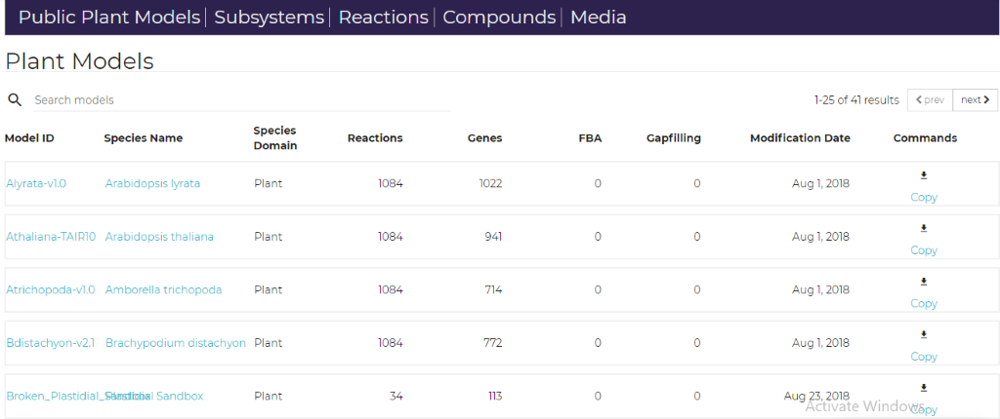 Public Plant Models | Subsystems | Reactions | Compounds | Media
Plant Models
Search models 1-25 of 41 results prev next
Model ID Species Name Species Domain Reactions Genes FBA Gapfilling Modification Date Commands
Alyrata-v1.0 Arabidopsis lyrata Plant 1084 1022 0 0 Aug 1, 2018
Copy
Athaliana-TAIR10 Arabidopsis thaliana Plant 1084 941 0 0 Aug 1, 2018
Copy
Atrichopoda-v1.0 Amborella trichopoda Plant 1084 714 0 0 Aug 1, 2018
Copy
Bdistachyon-v2.1 Brachypodium distachyon Plant 1084 772 0 0 Aug 1, 2018
Copy
Broken_Plastidial_Sandbox Plastidial Sandbox Plant 34 113 0 0 Aug 23, 2018
Activate Windows
Copy